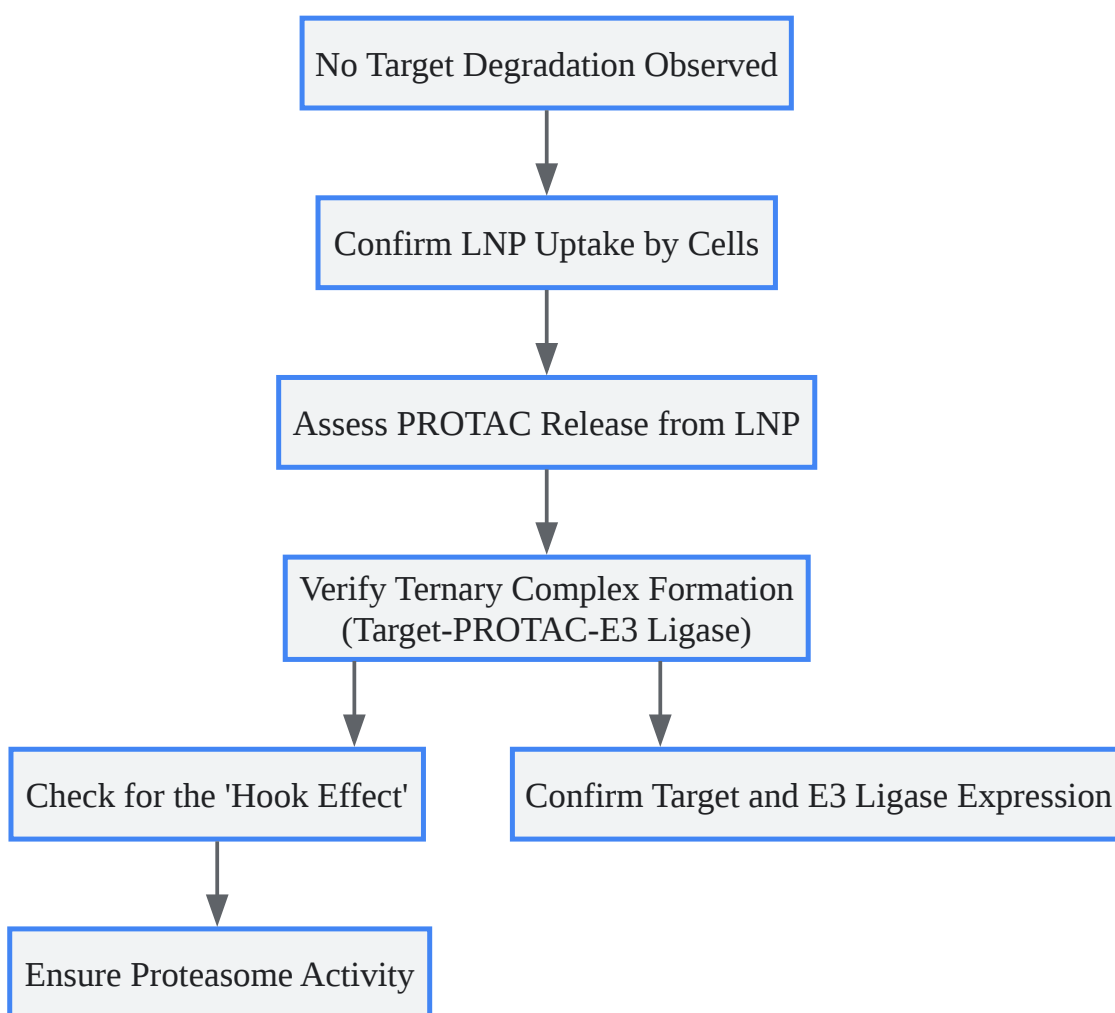 No Target Degradation Observed
Confirm LNP Uptake by Cells
Assess PROTAC Release from LNP
Verify Ternary Complex Formation
(Target-PROTAC-E3 Ligase)
Check for the 'Hook Effect'
Confirm Target and E3 Ligase Expression
Ensure Proteasome Activity